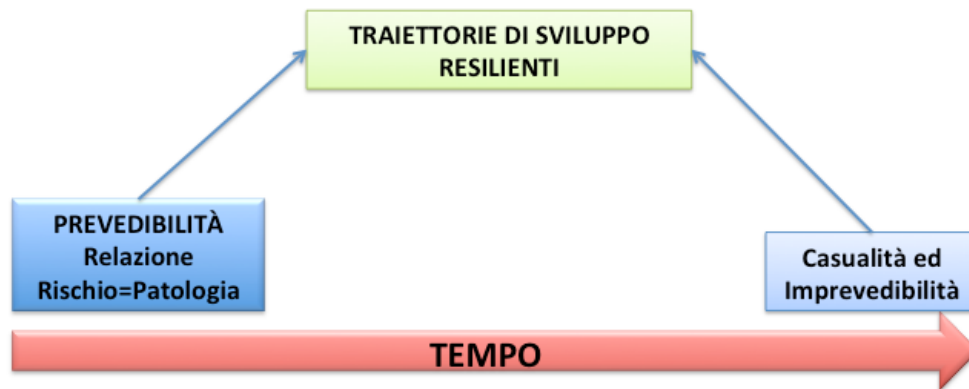 TRAIETTORIE DI SVILUPPO
RESILIENTI
PREVEDIBILITÀ
Relazione
Rischio=Patologia
Casualità ed
Imprevedibilità
TEMPO